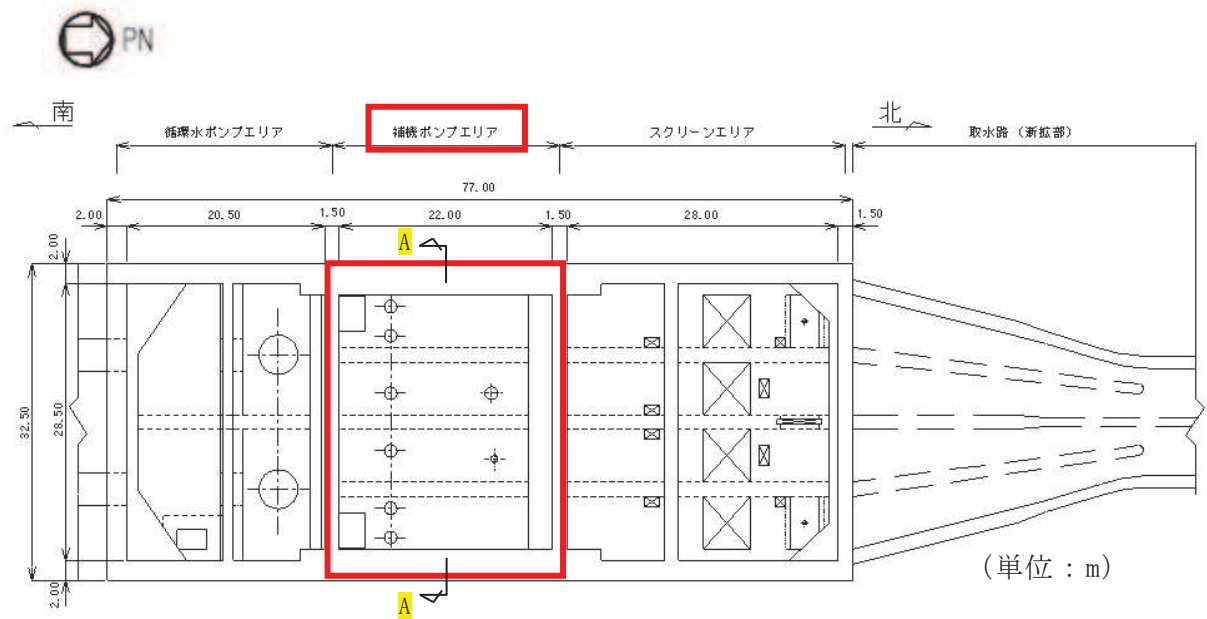 PN
南
北
循環水ポンプエリア
補機ポンプエリア
スクリーンエリア
取水路（漸拡部）
77.00
2.00
20.50
1.50
22.00
1.50
28.00
1.50
A
2.00
32.50
28.50
2.00
A
（単位：m）